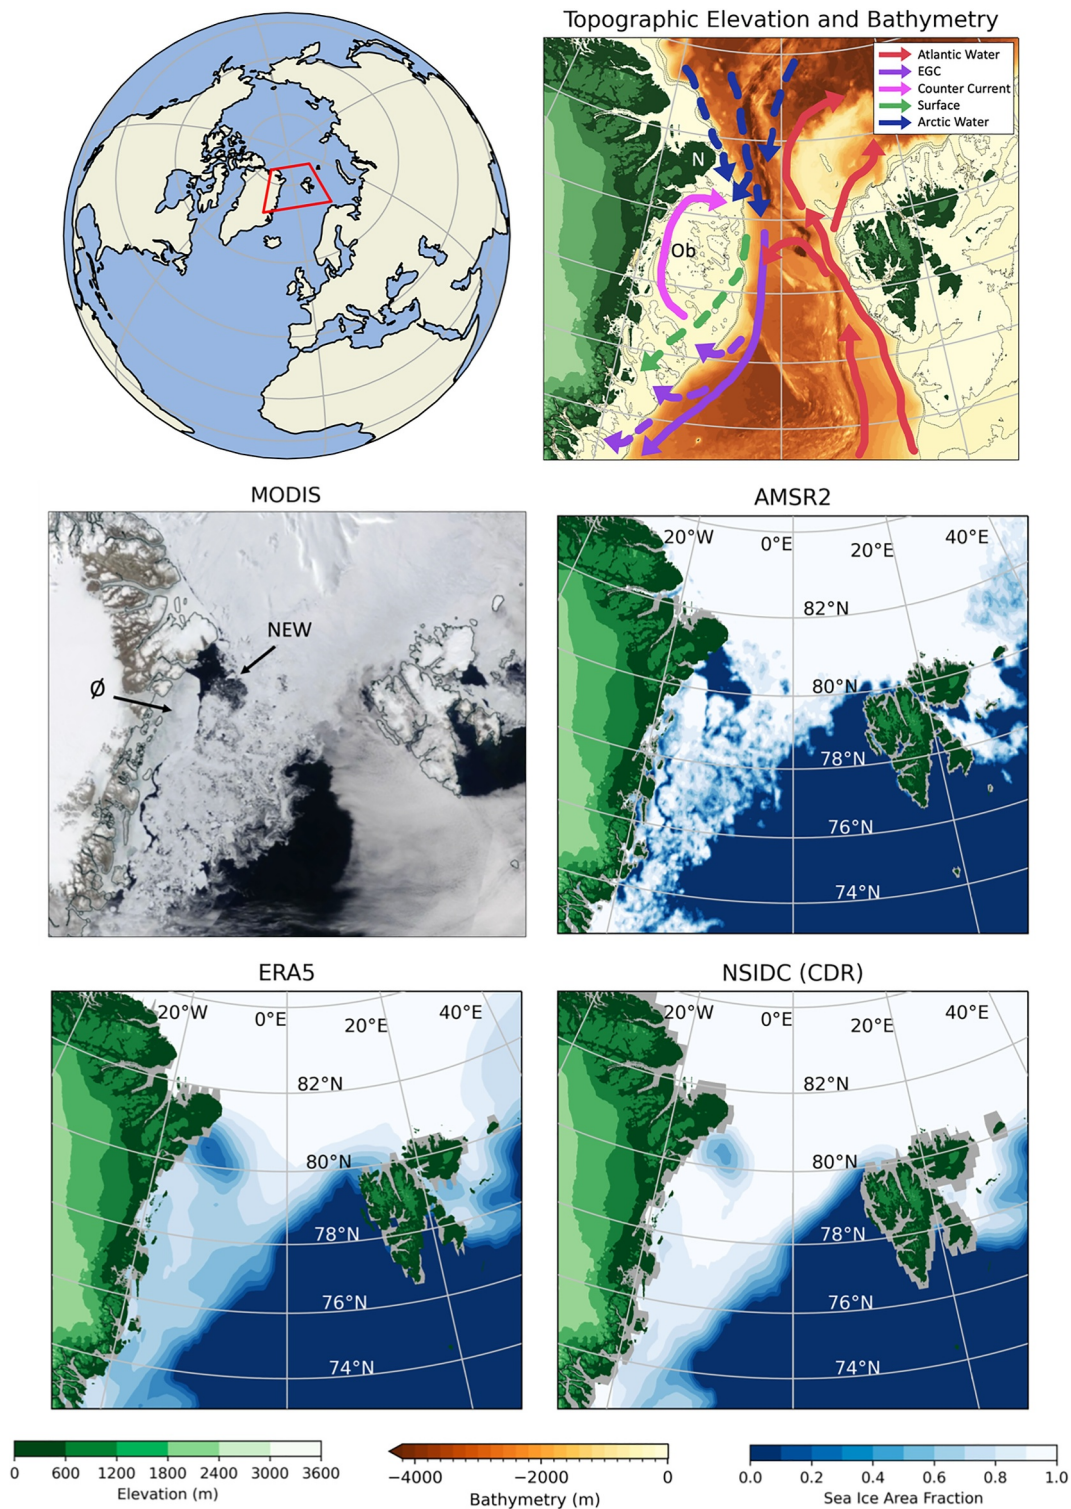 Topographic Elevation and Bathymetry
Atlantic Water
EGC
Counter Current
Surface
Arctic Water
N
Ob
MODIS
NEW
Ø
AMSR2
20°W
0°E
20°E
40°E
82°N
80°N
78°N
76°N
74°N
ERA5
20°W
0°E
20°E
40°E
82°N
80°N
78°N
76°N
74°N
NSIDC (CDR)
20°W
0°E
20°E
40°E
82°N
80°N
78°N
76°N
74°N
0 600 1200 1800 2400 3000 3600
Elevation (m)
−4000 −2000 0
Bathymetry (m)
0.0 0.2 0.4 0.6 0.8 1.0
Sea Ice Area Fraction